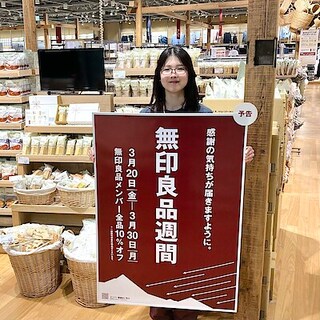 予告
感謝の気持ちが届きますように。
無印良品週間
3月20日[金]—3月30日[月]
無印良品メンバー全品10%オフ